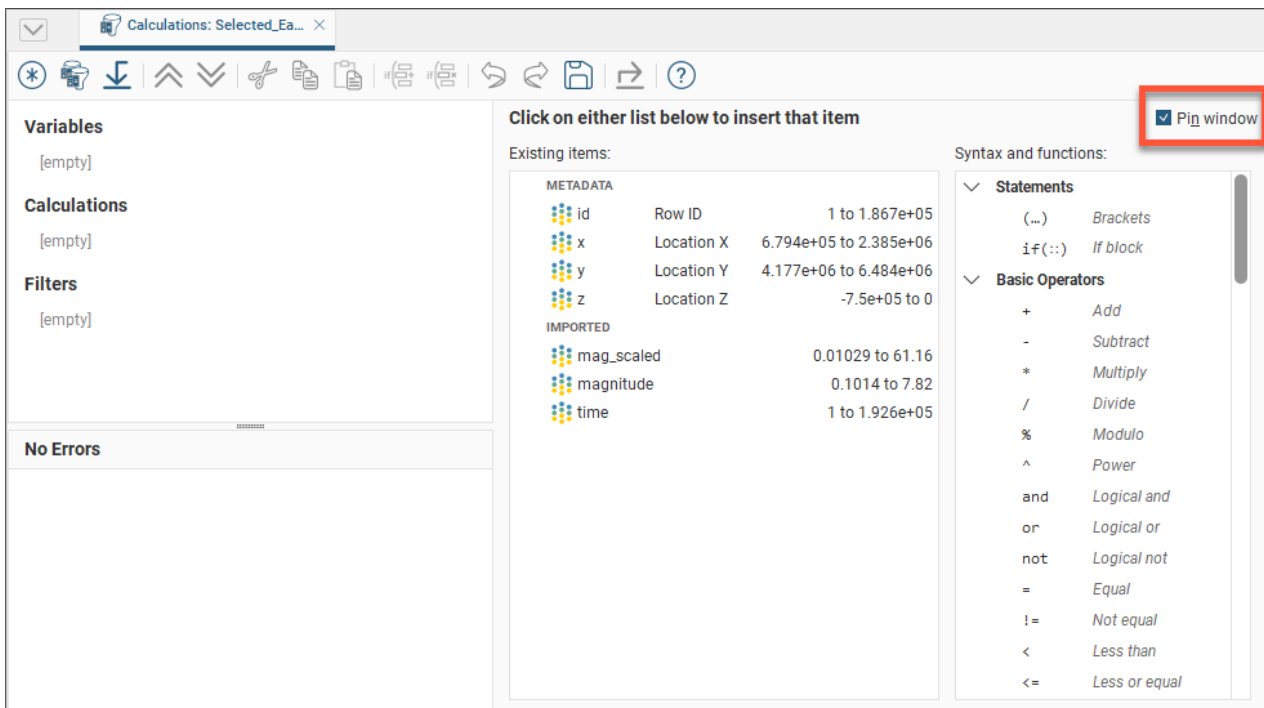 Calculations: Selected_Ea...
Variables
[empty]
Calculations
[empty]
Filters
[empty]
No Errors
Click on either list below to insert that item
Pin window
Existing items:
METADATA
id Row ID 1 to 1.867e+05
x Location X 6.794e+05 to 2.385e+06
y Location Y 4.177e+06 to 6.484e+06
z Location Z -7.5e+05 to 0
IMPORTED
mag_scaled 0.01029 to 61.16
magnitude 0.1014 to 7.82
time 1 to 1.926e+05
Syntax and functions:
Statements
(…) Brackets
if(::) If block
Basic Operators
+ Add
- Subtract
* Multiply
/ Divide
% Modulo
^ Power
and Logical and
or Logical or
not Logical not
= Equal
!= Not equal
< Less than
<= Less or equal